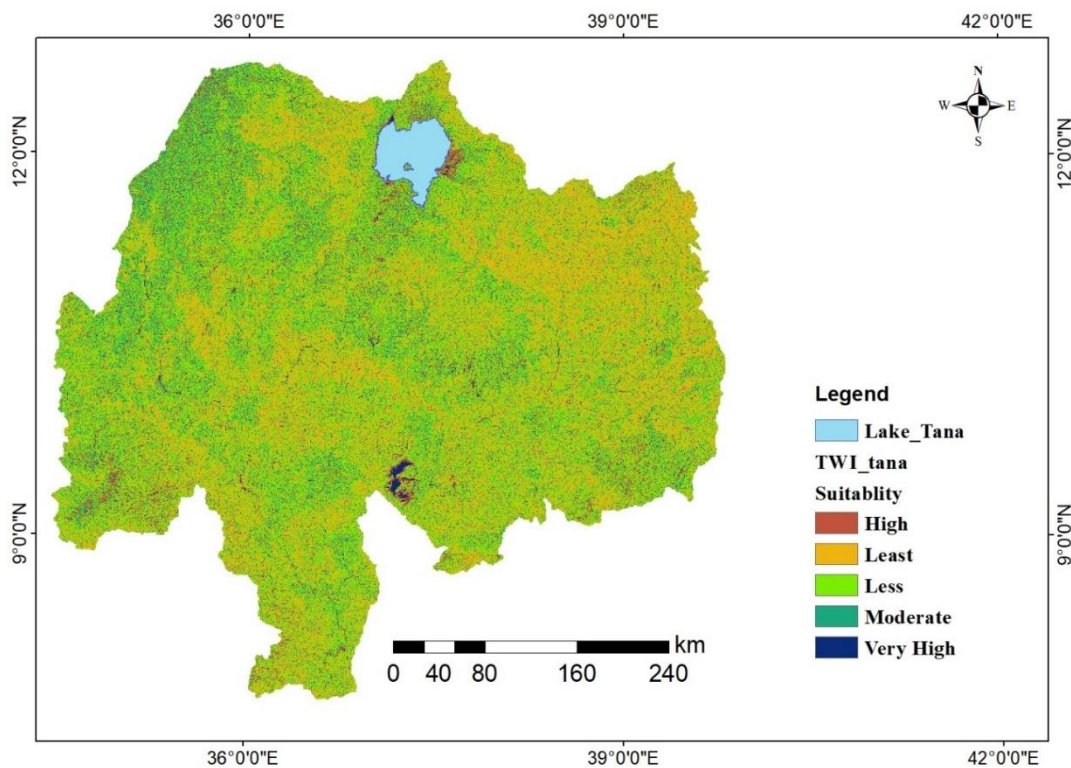 36°0'0"E 39°0'0"E 42°0'0"E
N
W E
S
12°0'0"N 12°0'0"N
Legend
Lake_Tana
TWI_tana
Suitablity
High
Least
Less
Moderate
Very High
9°0'0"N 9°0'0"N
km
0 40 80 160 240
36°0'0"E 39°0'0"E 42°0'0"E